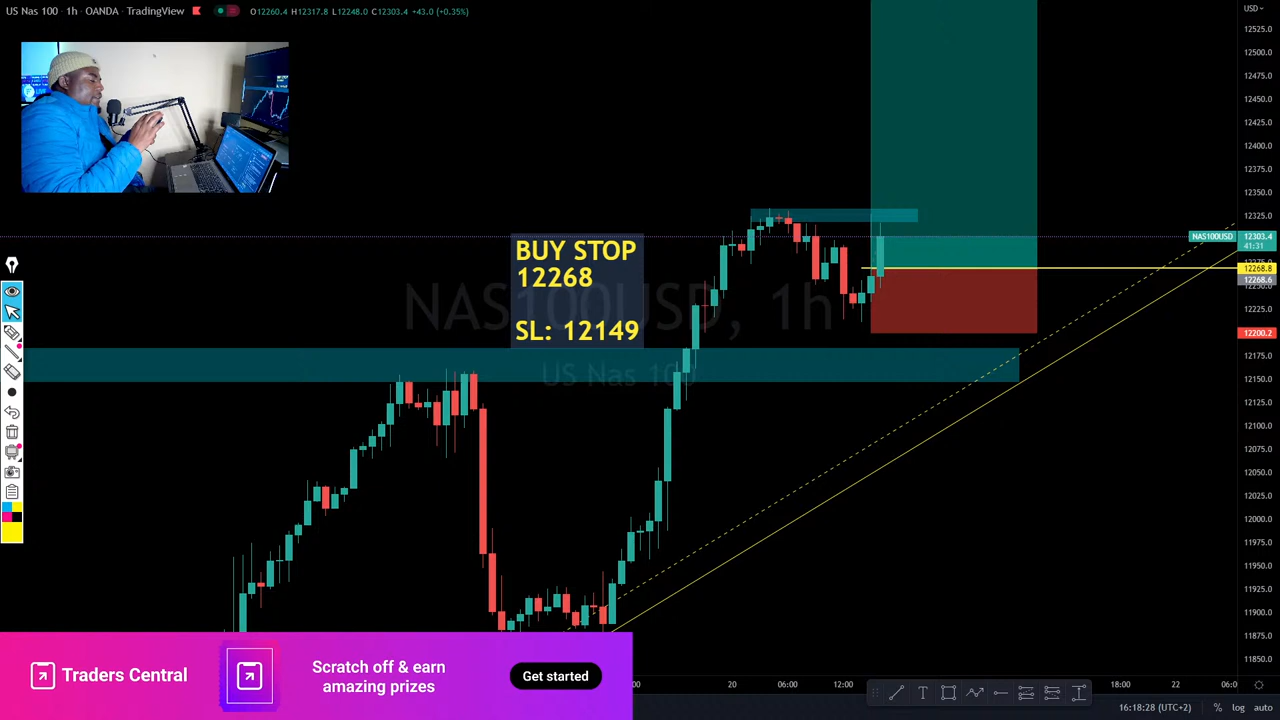 US Nas 100 · 1h · OANDA · TradingView
O12260.4 H12317.8 L12248.0 C12303.4 +43.0 (+0.35%)
USD
12525.0
12500.0
12475.0
12450.0
12425.0
12400.0
12375.0
12350.0
12325.0
NAS100USD 12303.4
41:31
12268.8
12268.6
12225.0
12200.2
12175.0
12150.0
12125.0
12100.0
12075.0
12050.0
12025.0
12000.0
11975.0
11950.0
11925.0
11900.0
11875.0
11850.0
BUY STOP
12268
SL: 12149
NAS100USD, 1h
US Nas 100
Traders Central
Scratch off & earn
amazing prizes
Get started
20
06:00
12:00
18:00
22
16:18:28 (UTC+2)
%
log
auto